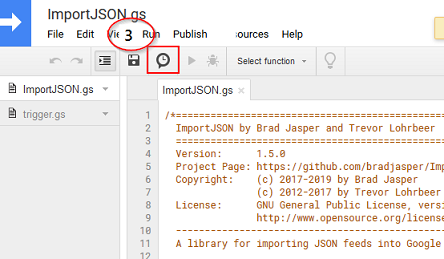 ImportJSON.gs
File Edit Vi 3 Run Publish sources Help
Select function
ImportJSON.gs
trigger.gs
ImportJSON.gs ×
1 /*=====================================
2 ImportJSON by Brad Jasper and Trevor Lohrbeer
3 =====================================
4 Version: 1.5.0
5 Project Page: https://github.com/bradjasper/Imp
6 Copyright: (c) 2017-2019 by Brad Jasper
7 (c) 2012-2017 by Trevor Lohrbeer
8 License: GNU General Public License, versi
9 http://www.opensource.org/license
10 -------------------------------------
11 A library for importing JSON feeds into Google